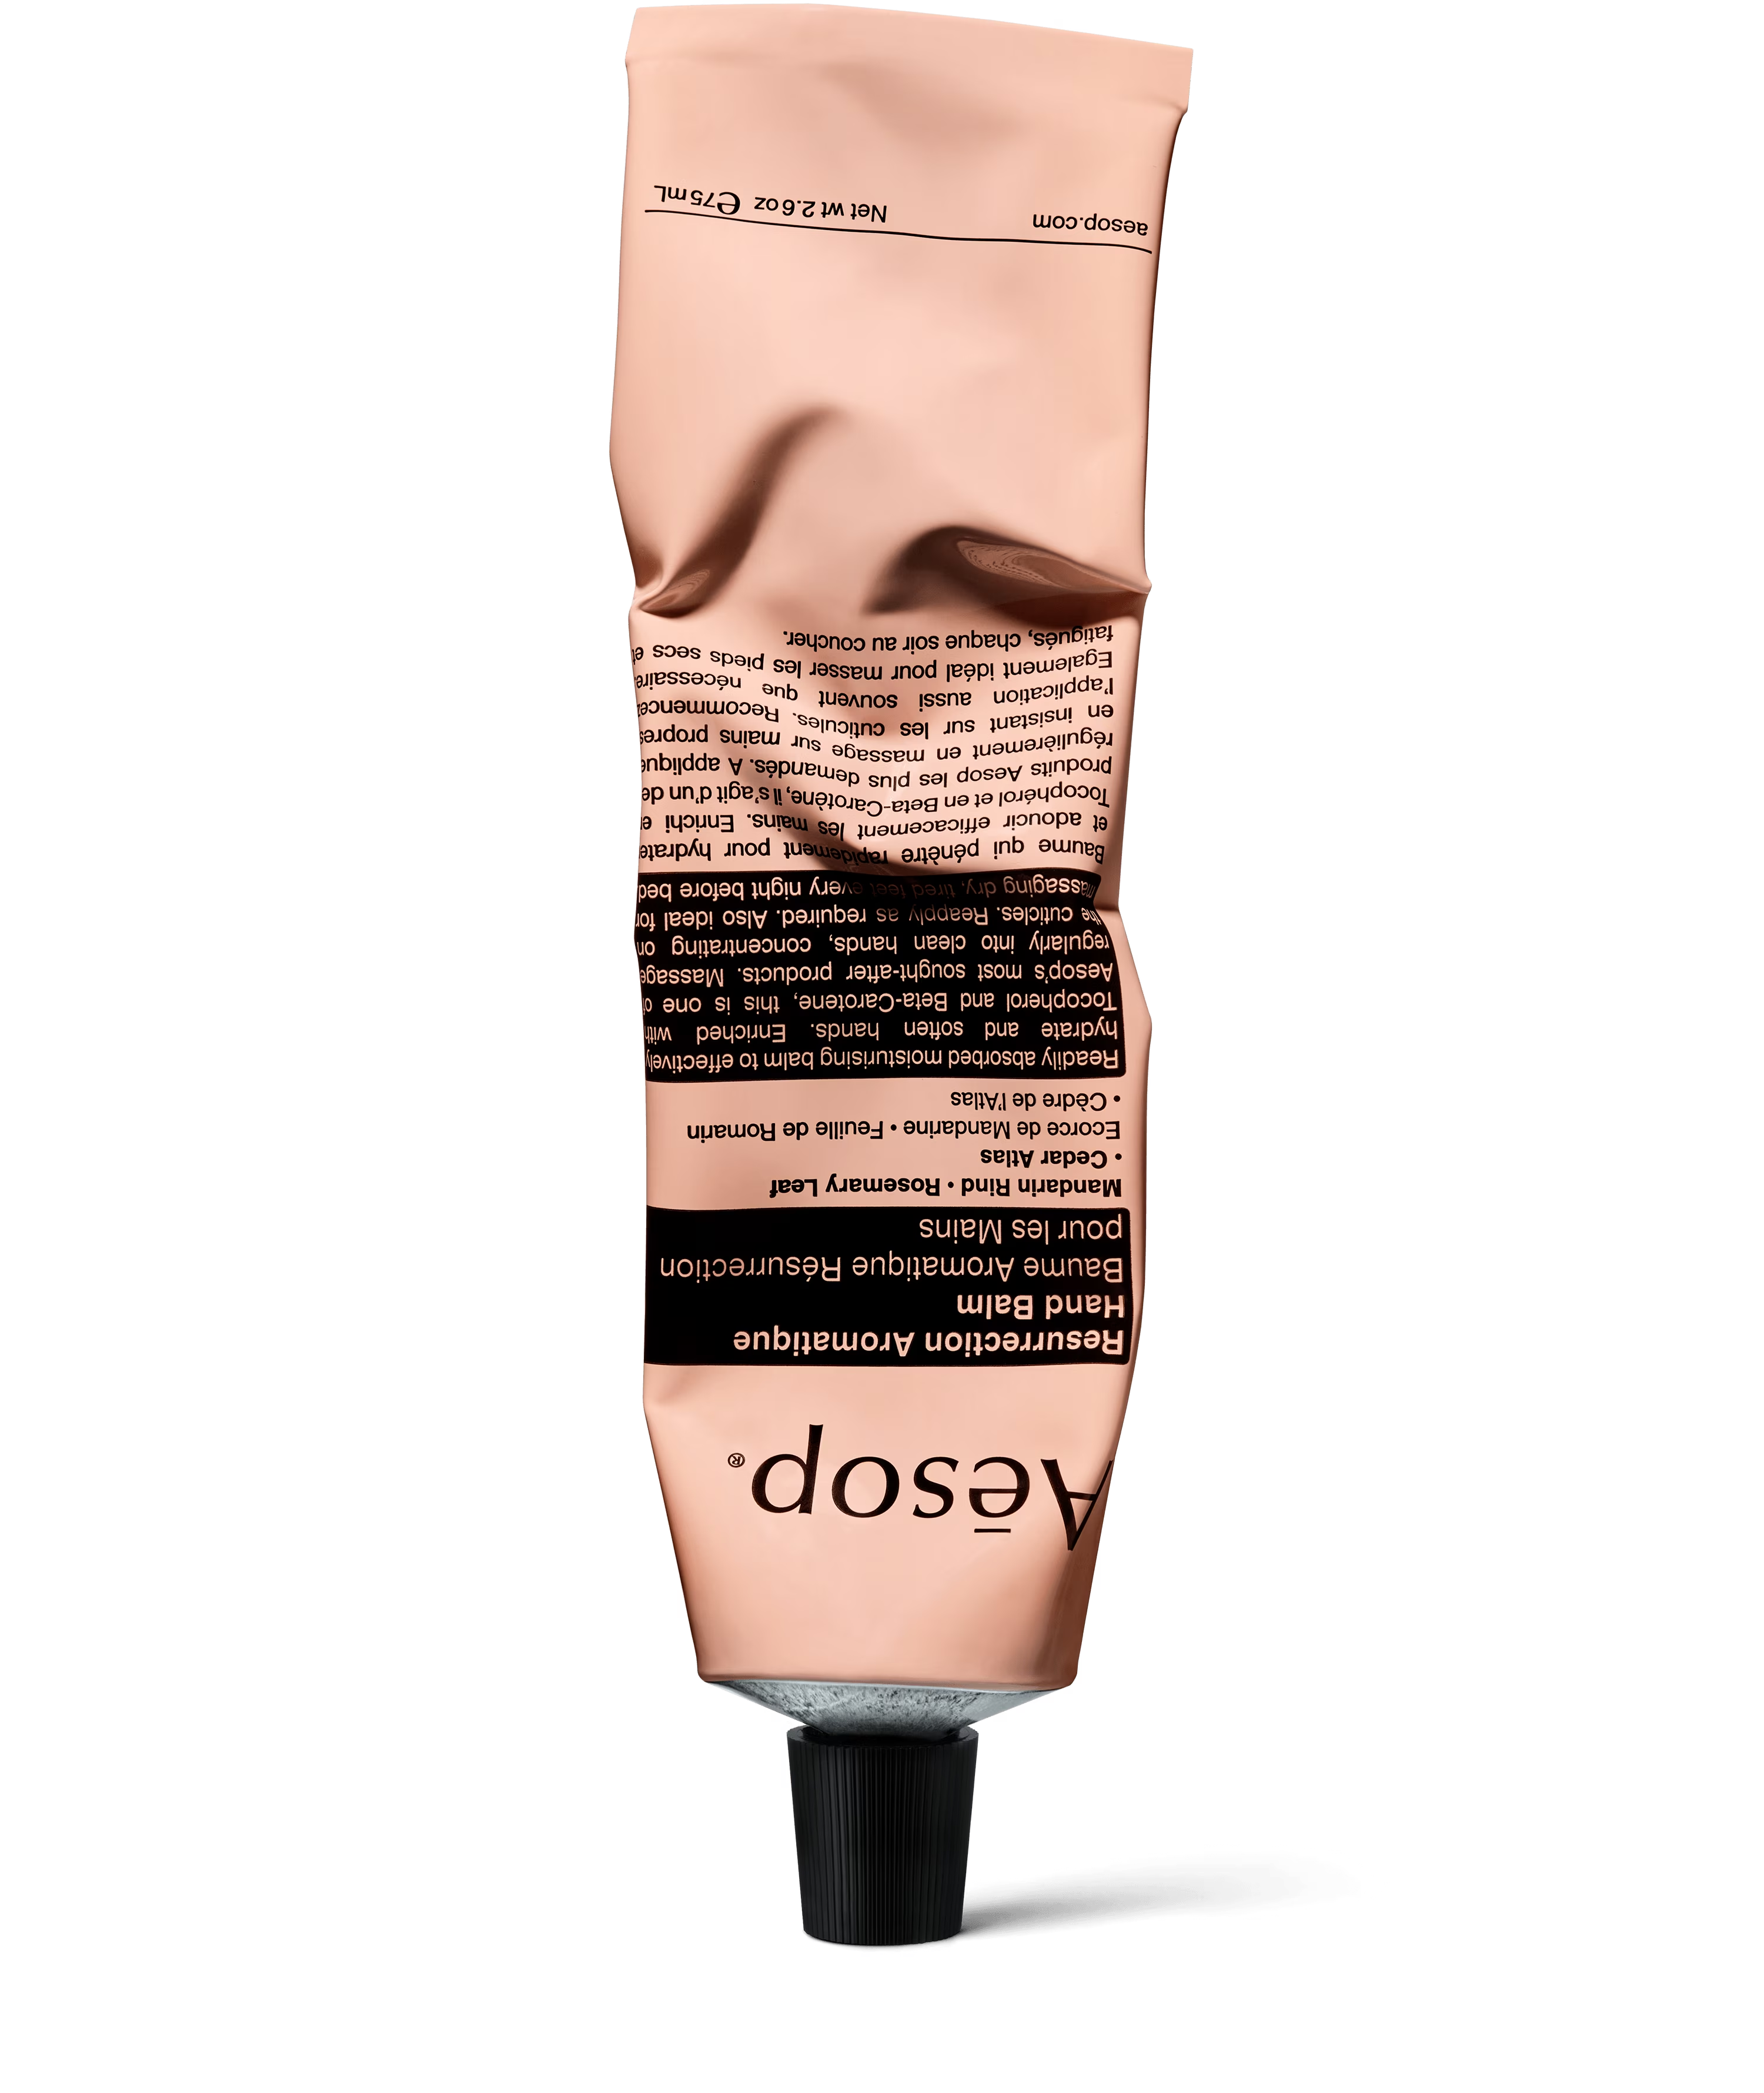 Aēsop®
Resurrection Aromatique
Hand Balm
Baume Aromatique Résurrection
pour les Mains
Mandarin Rind • Rosemary Leaf
• Cedar Atlas
Ecorce de Mandarine • Feuille de Romarin
• Cèdre de l'Atlas
Readily absorbed moisturising balm to effectively
hydrate and soften hands. Enriched with
Tocopherol and Beta-Carotene, this is one of
Aesop's most sought-after products. Massage
regularly into clean hands, concentrating on
the cuticles. Reapply as required. Also ideal for
massaging dry, tired feet every night before bed
Baume qui pénètre rapidement pour hydrate
et adoucir efficacement les mains. Enrichi e
Tocophérol et en Beta-Carotène, il s'agit d'un de
produits Aesop les plus demandés. A applique
régulièrement en massage sur mains propres
en insistant sur les cuticules. Recommence
l'application aussi souvent que nécessaire
Egalement idéal pour masser les pieds secs et
fatigués, chaque soir au coucher.
aesop.com Net wt 2.6 oz ℮75 mL